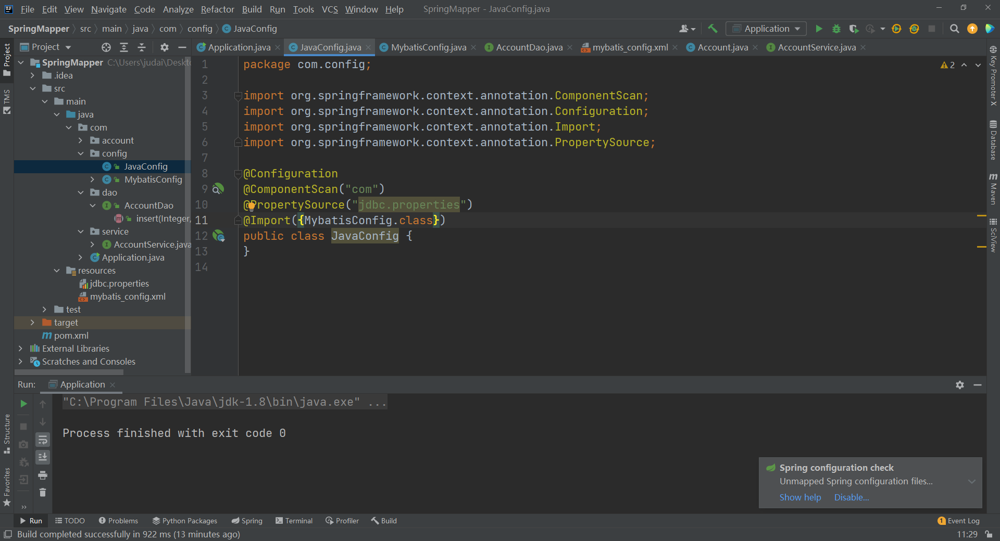 File Edit View Navigate Code Analyze Refactor Build Run Tools VCS Window Help SpringMapper - JavaConfig.java
SpringMapper src main java com config JavaConfig Application
Project Application.java JavaConfig.java MybatisConfig.java AccountDao.java mybatis_config.xml Account.java AccountService.java
SpringMapper C:\Users\judai\Deskto
.idea
src
main
java
com
account
config
JavaConfig
MybatisConfig
dao
AccountDao
insert(Integer,
service
AccountService.java
Application.java
resources
jdbc.properties
mybatis_config.xml
test
target
pom.xml
External Libraries
Scratches and Consoles
1 package com.config;
2
3 import org.springframework.context.annotation.ComponentScan;
4 import org.springframework.context.annotation.Configuration;
5 import org.springframework.context.annotation.Import;
6 import org.springframework.context.annotation.PropertySource;
7
8 @Configuration
9 @ComponentScan("com")
10 @PropertySource("jdbc.properties")
11 @Import({MybatisConfig.class})
12 public class JavaConfig {
13 }
14
2
Project
TMS
Structure
Favorites
Key Promoter X
Database
Maven
SciView
Run: Application
"C:\Program Files\Java\jdk-1.8\bin\java.exe" ...
Process finished with exit code 0
Spring configuration check
Unmapped Spring configuration files...
Show help Disable...
Run TODO Problems Python Packages Spring Terminal Profiler Build 1 Event Log
Build completed successfully in 922 ms (13 minutes ago) 11:29